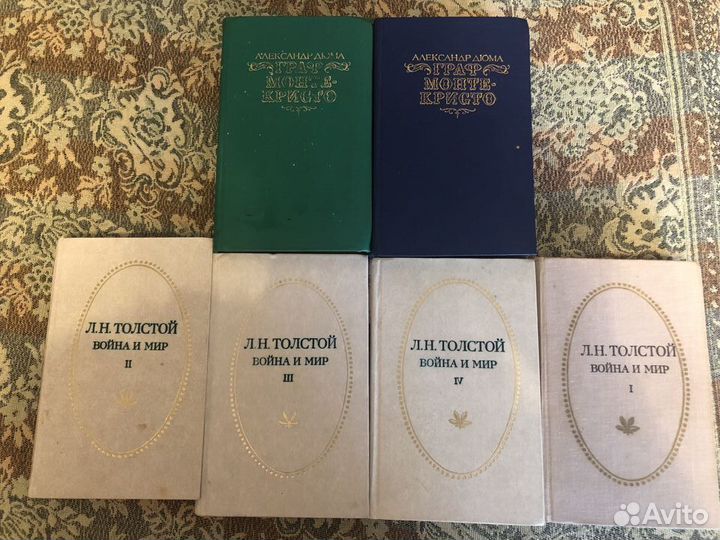 АЛЕКСАНДР ДЮМА
ГРАФ
МОНТЕ-
КРИСТО
АЛЕКСАНДР ДЮМА
ГРАФ
МОНТЕ-
КРИСТО
Л.Н. ТОЛСТОЙ
ВОЙНА И МИР
II
Л.Н. ТОЛСТОЙ
ВОЙНА И МИР
III
Л.Н. ТОЛСТОЙ
ВОЙНА И МИР
IV
Л.Н. ТОЛСТОЙ
ВОЙНА И МИР
I
Avito